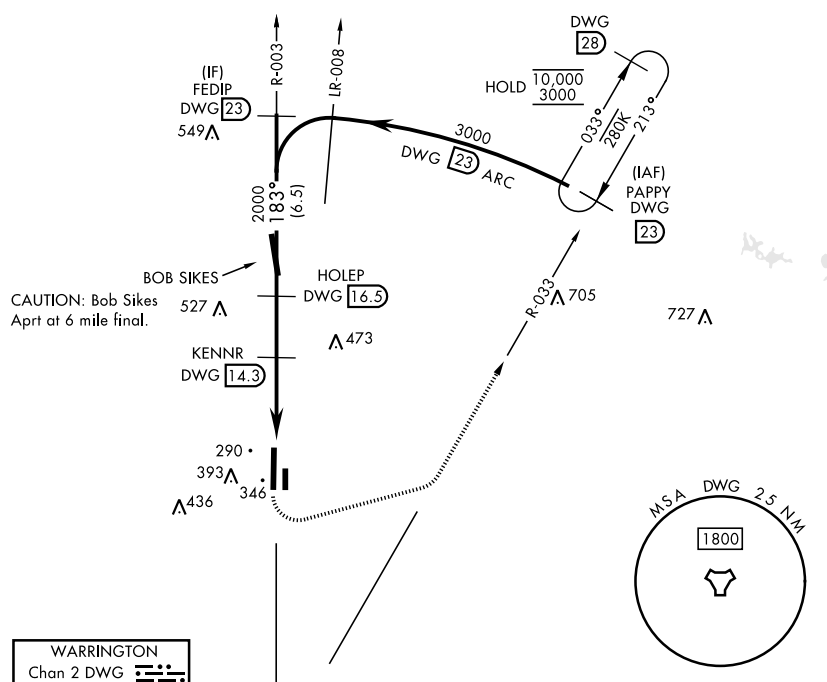 DWG
28
R-003
LR-008
(IF)
FEDIP
DWG 23
549
HOLD 10,000
3000
033°
280K
213°
3000
DWG 23 ARC
(IAF)
PAPPY
DWG
23
2000
183°
(6.5)
BOB SIKES
HOLEP
DWG 16.5
CAUTION: Bob Sikes
Aprt at 6 mile final.
527
R-033
705
727
473
KENNR
DWG 14.3
290
393
346
436
MSA DWG 25 NM
1800
WARRINGTON
Chan 2 DWG